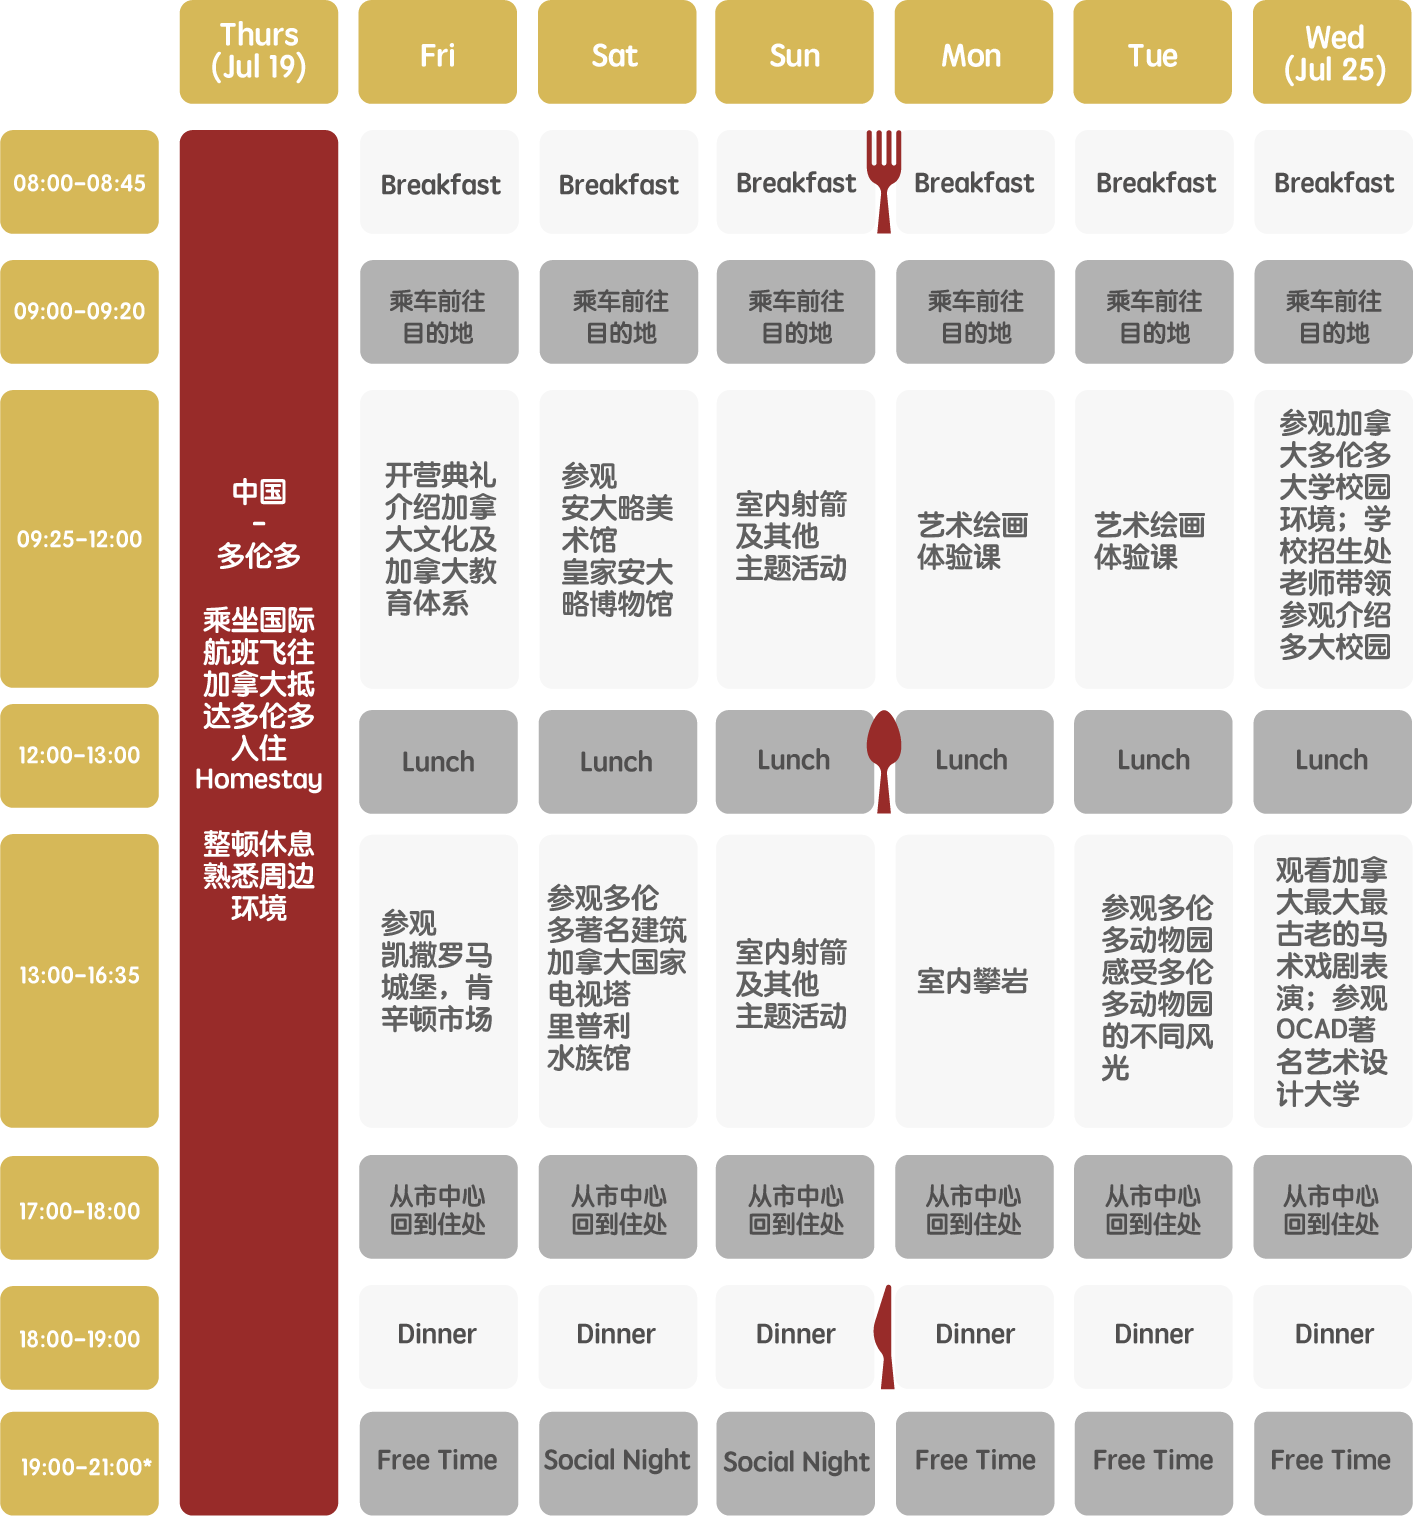 Thurs
(Jul 19)
Fri
Sat
Sun
Mon
Tue
Wed
(Jul 25)
08:00-08:45
Breakfast
Breakfast
Breakfast
Breakfast
Breakfast
Breakfast
09:00-09:20
乘车前往
目的地
乘车前往
目的地
乘车前往
目的地
乘车前往
目的地
乘车前往
目的地
乘车前往
目的地
中国
-
多伦多
乘坐国际
航班飞往
加拿大抵
达多伦多
入住
Homestay
整顿休息
熟悉周边
环境
09:25-12:00
开营典礼
介绍加拿
大文化及
加拿大教
育体系
参观
安大略美
术馆
皇家安大
略博物馆
室内射箭
及其他
主题活动
艺术绘画
体验课
艺术绘画
体验课
参观加拿
大多伦多
大学校园
环境；学
校招生处
老师带领
参观介绍
多大校园
12:00-13:00
Lunch
Lunch
Lunch
Lunch
Lunch
Lunch
13:00-16:35
参观
凯撒罗马
城堡，肯
辛顿市场
参观多伦
多著名建筑
加拿大国家
电视塔
里普利
水族馆
室内射箭
及其他
主题活动
室内攀岩
参观多伦
多动物园
感受多伦
多动物园
的不同风
光
观看加拿
大最大最
古老的马
术戏剧表
演；参观
OCAD著
名艺术设
计大学
17:00-18:00
从市中心
回到住处
从市中心
回到住处
从市中心
回到住处
从市中心
回到住处
从市中心
回到住处
从市中心
回到住处
18:00-19:00
Dinner
Dinner
Dinner
Dinner
Dinner
Dinner
19:00-21:00*
Free Time
Social Night
Social Night
Free Time
Free Time
Free Time